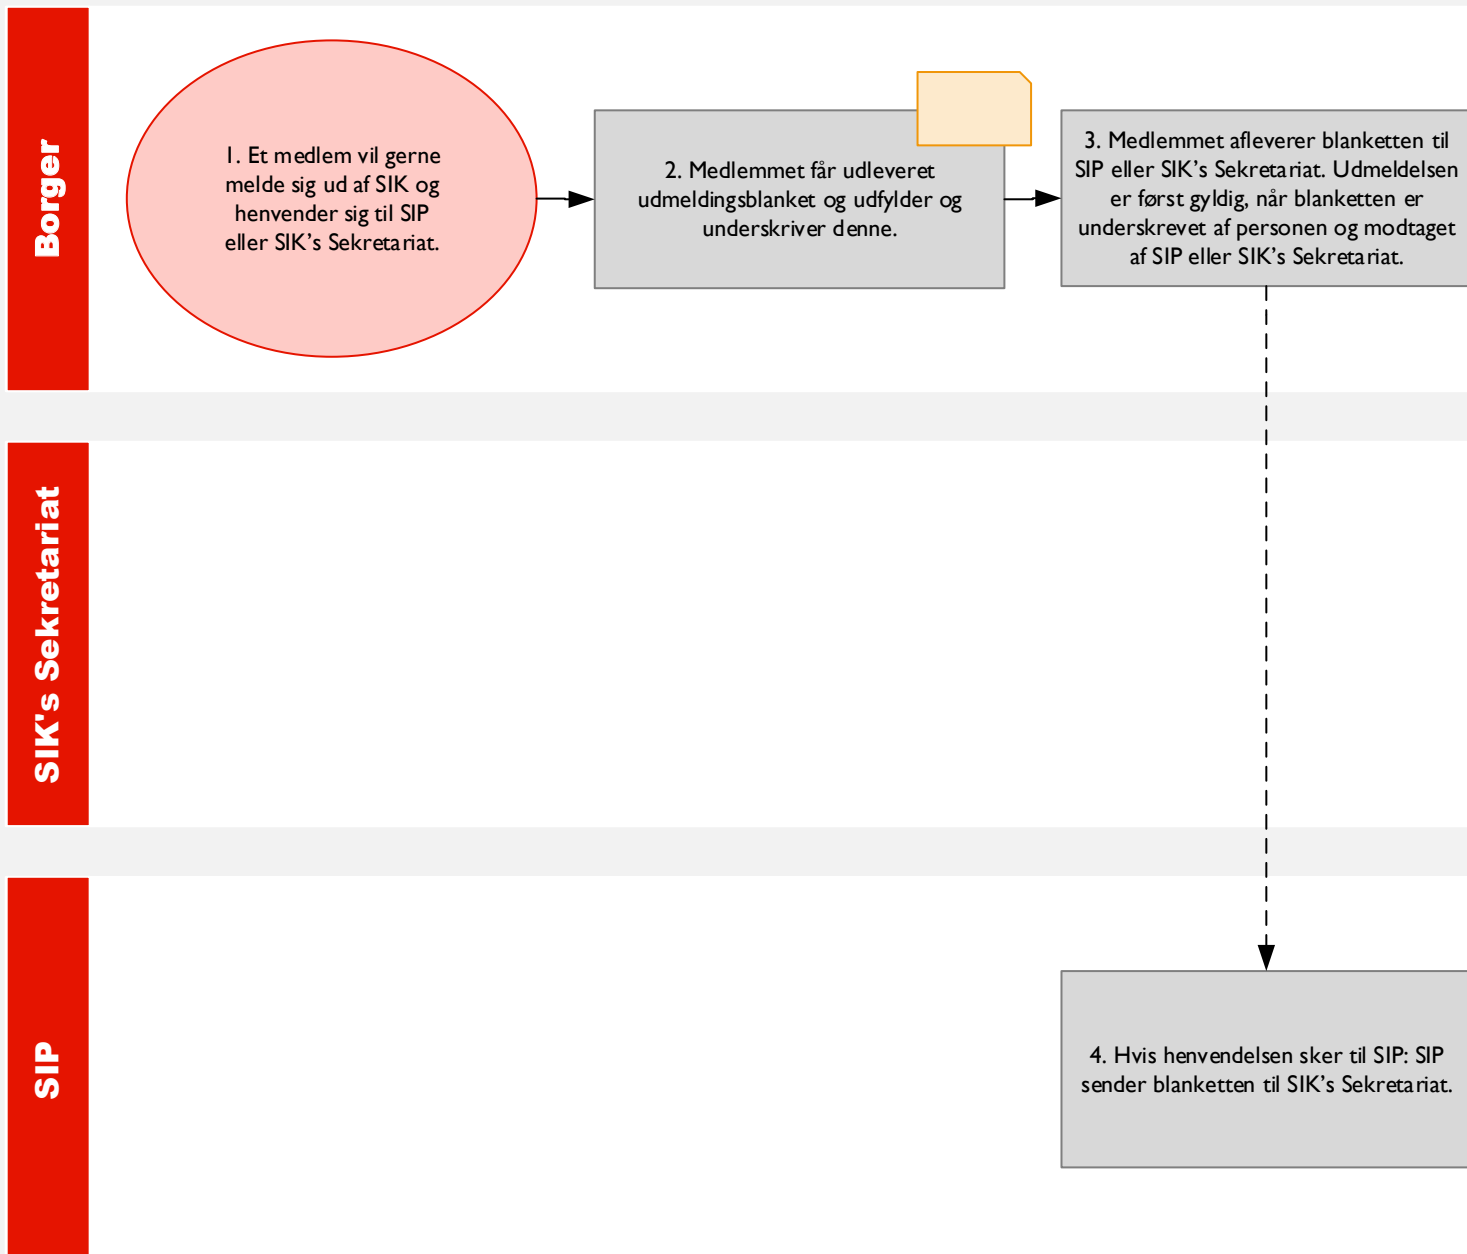 Borger
1. Et medlem vil gerne
melde sig ud af SIK og
henvender sig til SIP
eller SIK’s Sekretariat.
2. Medlemmet får udleveret
udmeldingsblanket og udfylder og
underskriver denne.
3. Medlemmet afleverer blanketten til
SIP eller SIK’s Sekretariat. Udmeldelsen
er først gyldig, når blanketten er
underskrevet af personen og modtaget
af SIP eller SIK’s Sekretariat.
SIK's Sekretariat
SIP
4. Hvis henvendelsen sker til SIP: SIP
sender blanketten til SIK’s Sekretariat.